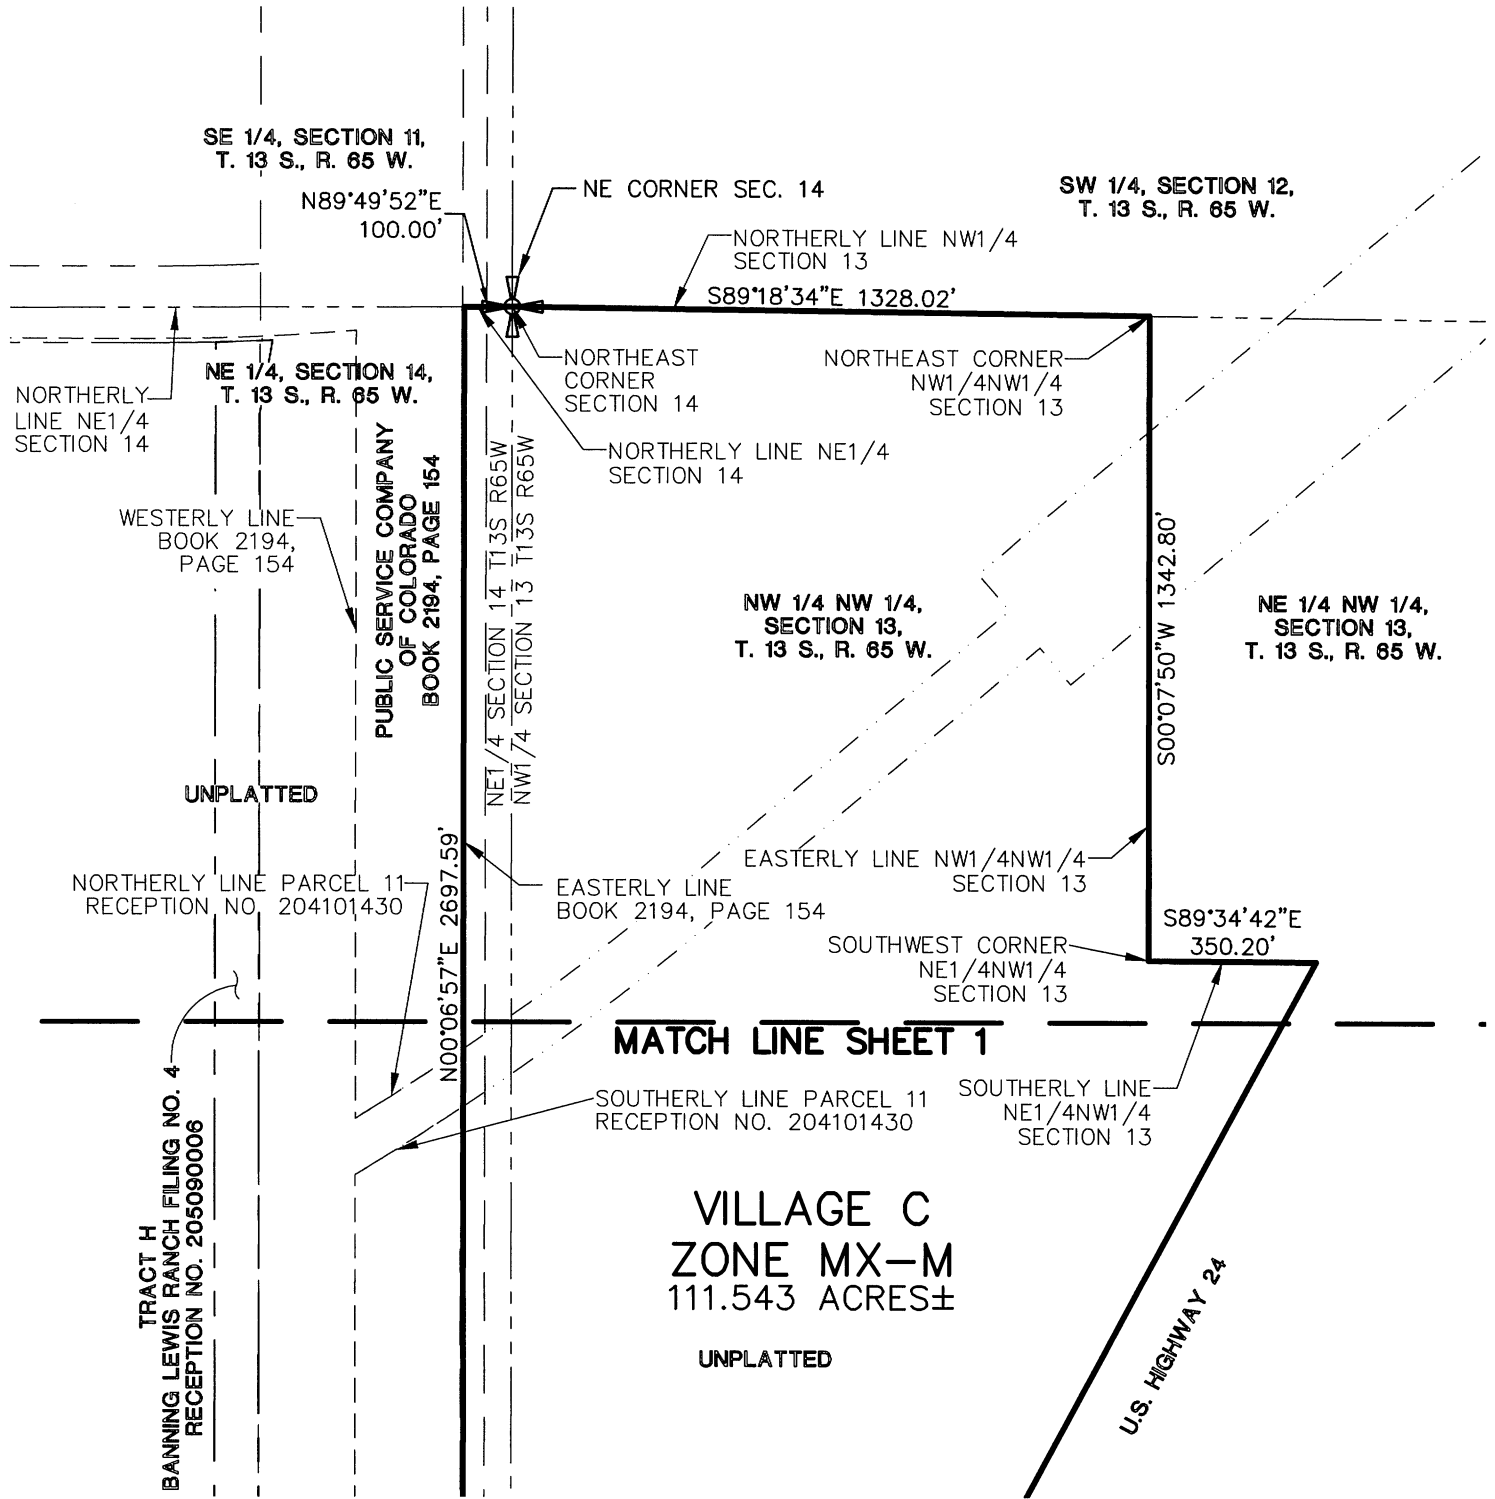 SE 1/4, SECTION 11,
T. 13 S., R. 65 W.
N89°49'52"E
100.00'
NE CORNER SEC. 14
SW 1/4, SECTION 12,
T. 13 S., R. 65 W.
NORTHERLY LINE NW1/4
SECTION 13
S89°18'34"E 1328.02'
NORTHEAST
CORNER
SECTION 14
NORTHEAST CORNER
NW1/4NW1/4
SECTION 13
NE 1/4, SECTION 14,
T. 13 S., R. 65 W.
NORTHERLY
LINE NE1/4
SECTION 14
NORTHERLY LINE NE1/4
SECTION 14
PUBLIC SERVICE COMPANY
OF COLORADO
BOOK 2194, PAGE 154
NE1/4 SECTION 14 T13S R65W
NW1/4 SECTION 13 T13S R65W
WESTERLY LINE
BOOK 2194,
PAGE 154
S00°07'50"W 1342.80'
NW 1/4 NW 1/4,
SECTION 13,
T. 13 S., R. 65 W.
NE 1/4 NW 1/4,
SECTION 13,
T. 13 S., R. 65 W.
UNPLATTED
N00°06'57"E 2697.59'
EASTERLY LINE NW1/4NW1/4
SECTION 13
NORTHERLY LINE PARCEL 11
RECEPTION NO. 204101430
EASTERLY LINE
BOOK 2194, PAGE 154
S89°34'42"E
350.20'
SOUTHWEST CORNER
NE1/4NW1/4
SECTION 13
MATCH LINE SHEET 1
SOUTHERLY LINE PARCEL 11
RECEPTION NO. 204101430
SOUTHERLY LINE
NE1/4NW1/4
SECTION 13
TRACT H
BANNING LEWIS RANCH FILING NO. 4
RECEPTION NO. 205090006
VILLAGE C
ZONE MX-M
111.543 ACRES±
UNPLATTED
U.S. HIGHWAY 24